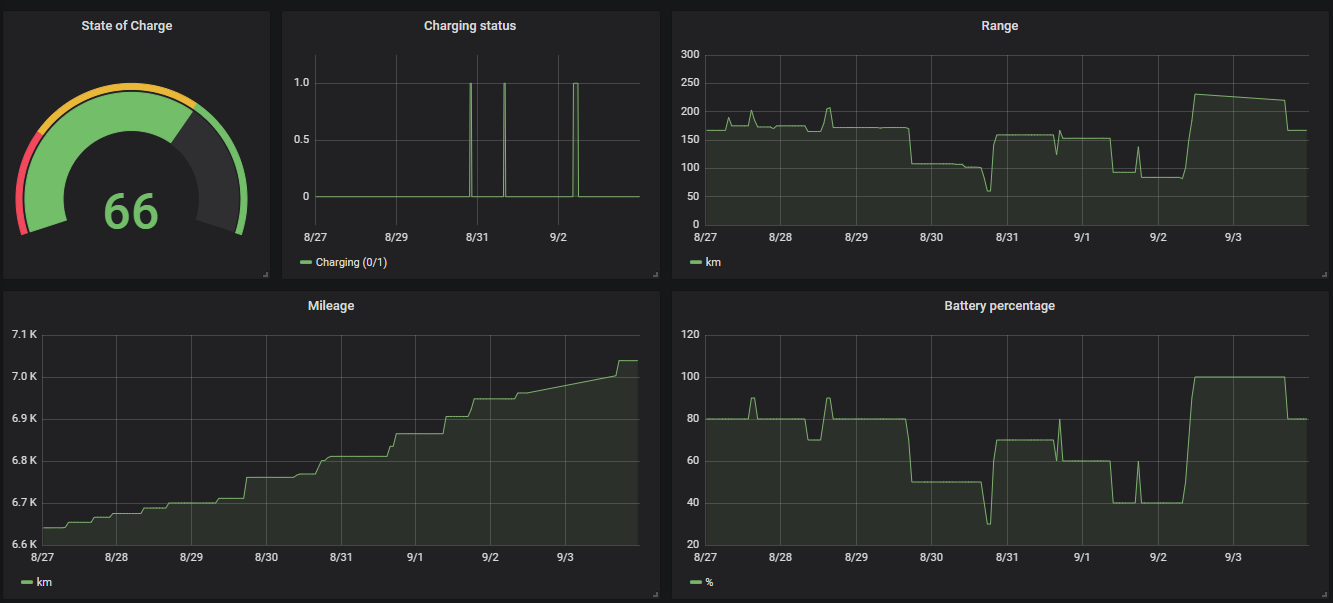 State of Charge
66
Charging status
1.0
0.5
0
8/27 8/29 8/31 9/2
Charging (0/1)
Range
300
250
200
150
100
50
0
8/27 8/28 8/29 8/30 8/31 9/1 9/2 9/3
km
Mileage
7.1 K
7.0 K
6.9 K
6.8 K
6.7 K
6.6 K
8/27 8/28 8/29 8/30 8/31 9/1 9/2 9/3
km
Battery percentage
120
100
80
60
40
20
8/27 8/28 8/29 8/30 8/31 9/1 9/2 9/3
%